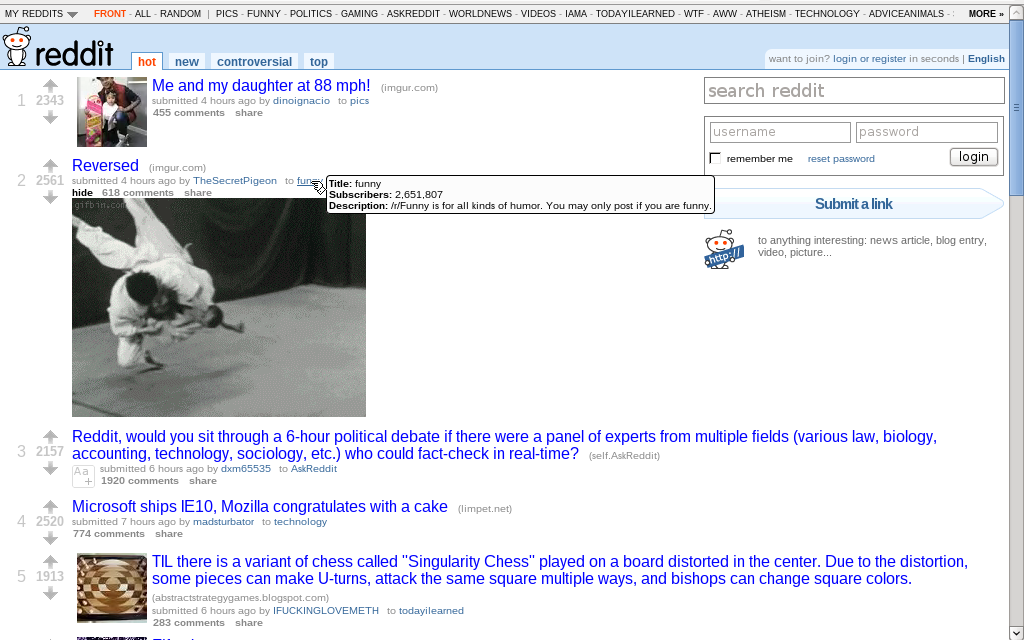 MY REDDITS FRONT - ALL - RANDOM | PICS - FUNNY - POLITICS - GAMING - ASKREDDIT - WORLDNEWS - VIDEOS - IAMA - TODAYILEARNED - WTF - AWW - ATHEISM - TECHNOLOGY - ADVICEANIMALS - MORE »
reddit hot new controversial top
want to join? login or register in seconds | English
1 2343 Me and my daughter at 88 mph! (imgur.com)
submitted 4 hours ago by dinoignacio to pics
455 comments share
search reddit
username password
remember me reset password login
2 2561 Reversed (imgur.com)
submitted 4 hours ago by TheSecretPigeon to funny
hide 618 comments share
Title: funny
Subscribers: 2,651,807
Description: /r/Funny is for all kinds of humor. You may only post if you are funny.
gifbin.com
Submit a link
http://
to anything interesting: news article, blog entry,
video, picture...
3 2157 Reddit, would you sit through a 6-hour political debate if there were a panel of experts from multiple fields (various law, biology,
accounting, technology, sociology, etc.) who could fact-check in real-time? (self.AskReddit)
Aa+ submitted 6 hours ago by dxm65535 to AskReddit
1920 comments share
4 2520 Microsoft ships IE10, Mozilla congratulates with a cake (limpet.net)
submitted 7 hours ago by madsturbator to technology
774 comments share
5 1913 TIL there is a variant of chess called "Singularity Chess" played on a board distorted in the center. Due to the distortion,
some pieces can make U-turns, attack the same square multiple ways, and bishops can change square colors.
(abstractstrategygames.blogspot.com)
submitted 6 hours ago by IFUCKINGLOVEMETH to todayilearned
283 comments share